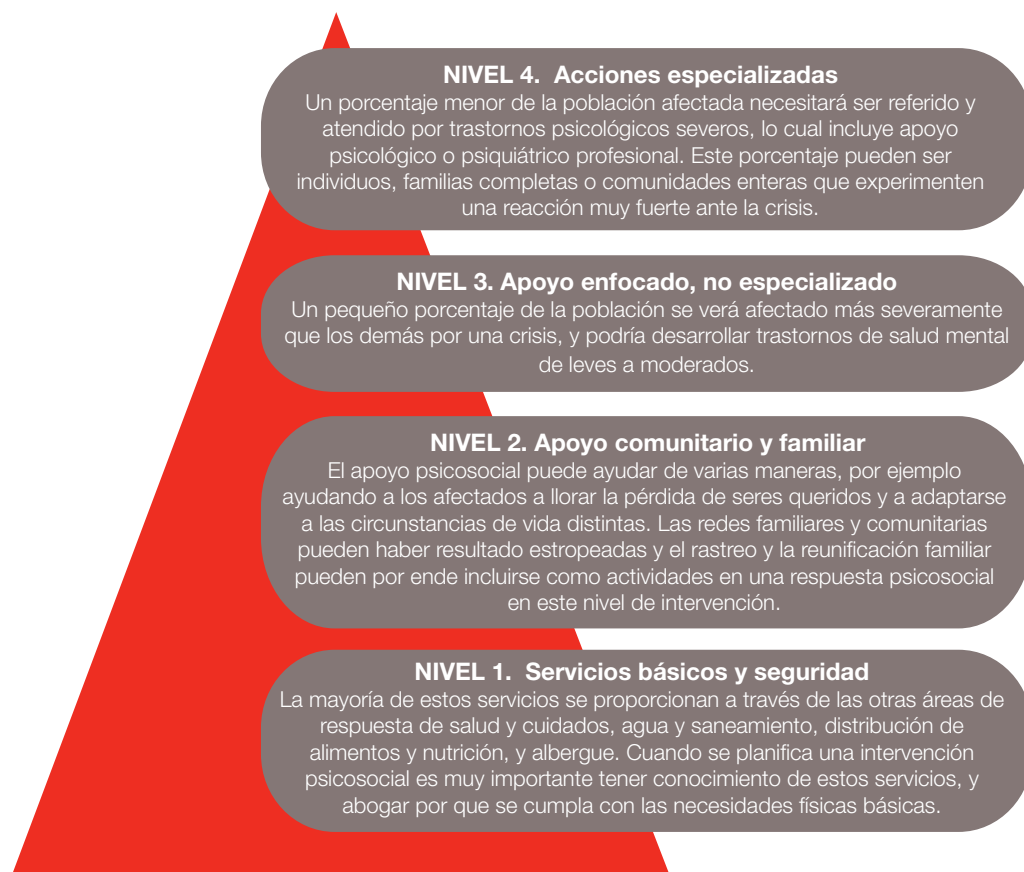 NIVEL 4.  Acciones especializadas
Un porcentaje menor de la población afectada necesitará ser referido y
atendido por trastornos psicológicos severos, lo cual incluye apoyo
psicológico o psiquiátrico profesional. Este porcentaje pueden ser
individuos, familias completas o comunidades enteras que experimenten
una reacción muy fuerte ante la crisis.
NIVEL 3. Apoyo enfocado, no especializado
Un pequeño porcentaje de la población se verá afectado más severamente
que los demás por una crisis, y podría desarrollar trastornos de salud mental
de leves a moderados.
NIVEL 2. Apoyo comunitario y familiar
El apoyo psicosocial puede ayudar de varias maneras, por ejemplo
ayudando a los afectados a llorar la pérdida de seres queridos y a adaptarse
a las circunstancias de vida distintas. Las redes familiares y comunitarias
pueden haber resultado estropeadas y el rastreo y la reunificación familiar
pueden por ende incluirse como actividades en una respuesta psicosocial
en este nivel de intervención.
NIVEL 1.  Servicios básicos y seguridad
La mayoría de estos servicios se proporcionan a través de las otras áreas de
respuesta de salud y cuidados, agua y saneamiento, distribución de
alimentos y nutrición, y albergue. Cuando se planifica una intervención
psicosocial es muy importante tener conocimiento de estos servicios, y
abogar por que se cumpla con las necesidades físicas básicas.